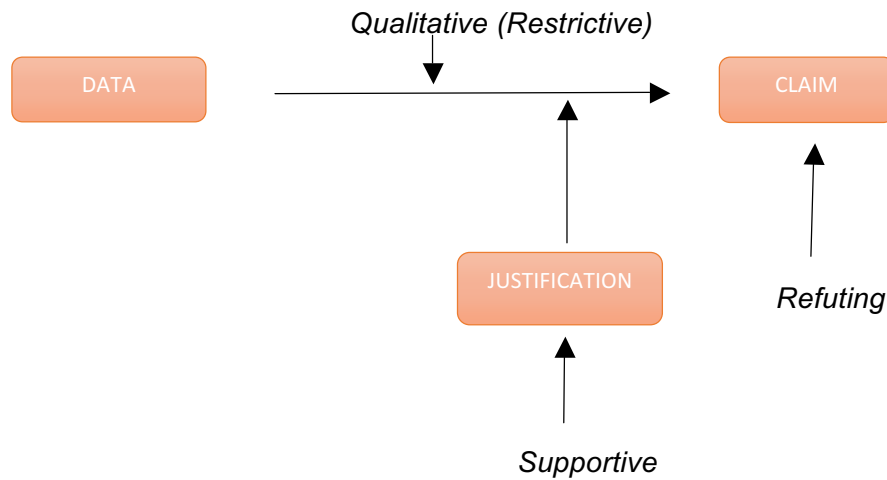 Qualitative (Restrictive)
DATA
CLAIM
JUSTIFICATION
Refuting
Supportive